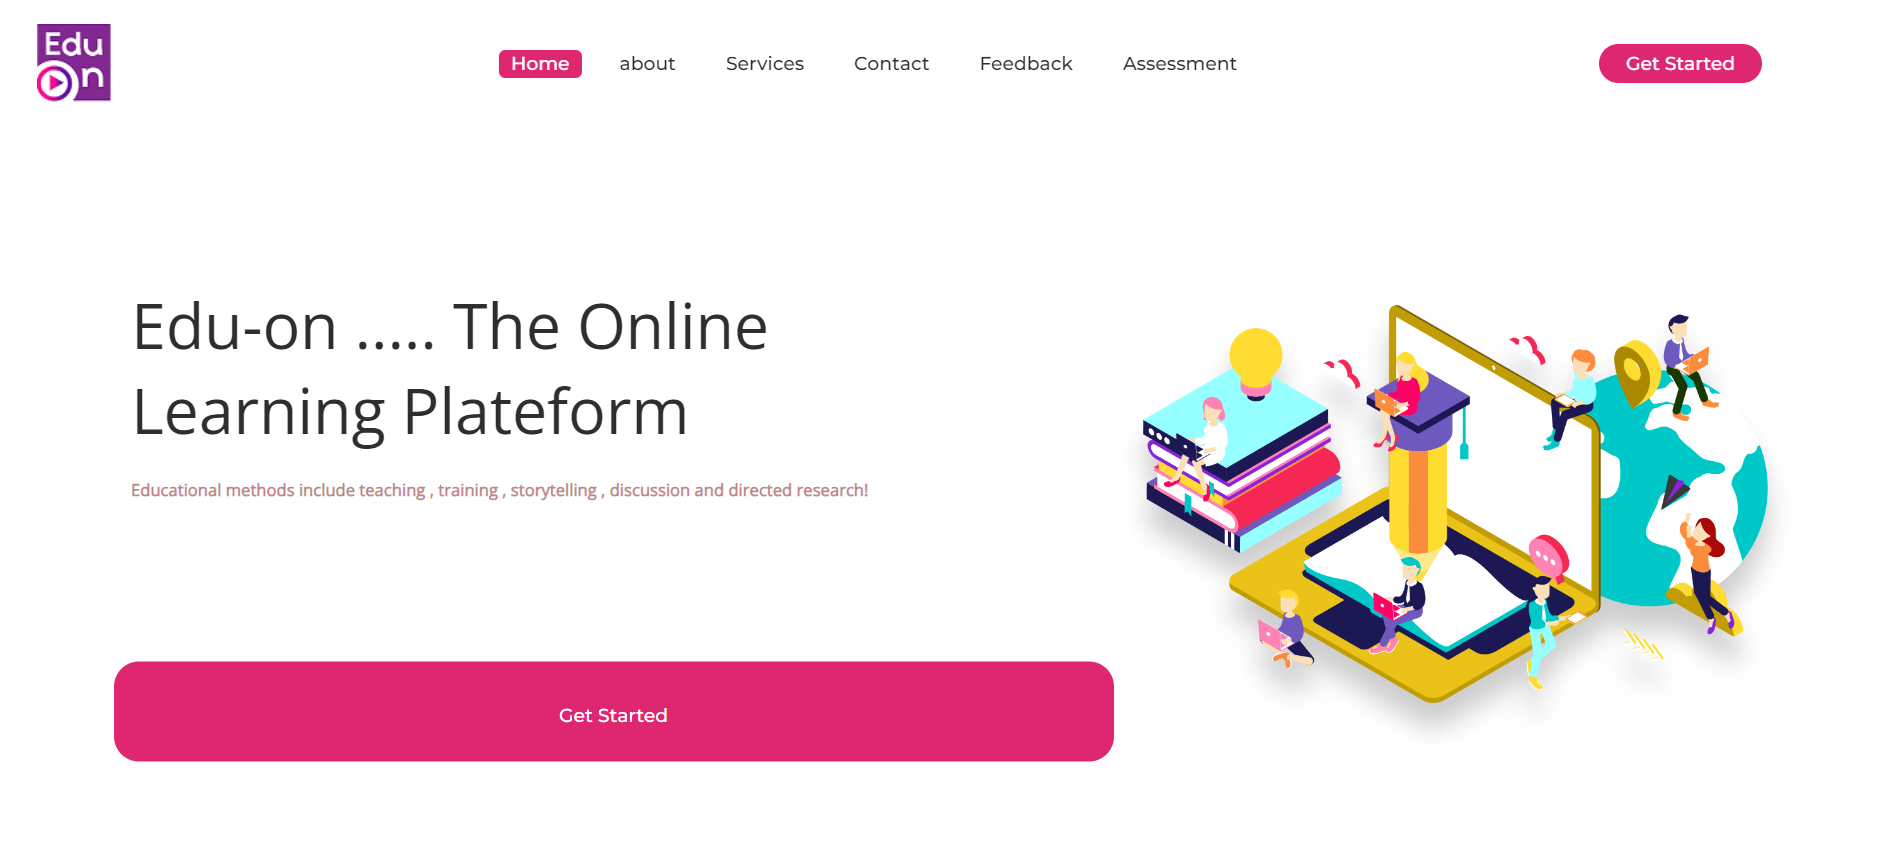 Edu
On
Home about Services Contact Feedback Assessment Get Started
Edu-on ..... The Online
Learning Plateform
Educational methods include teaching , training , storytelling , discussion and directed research!
Get Started